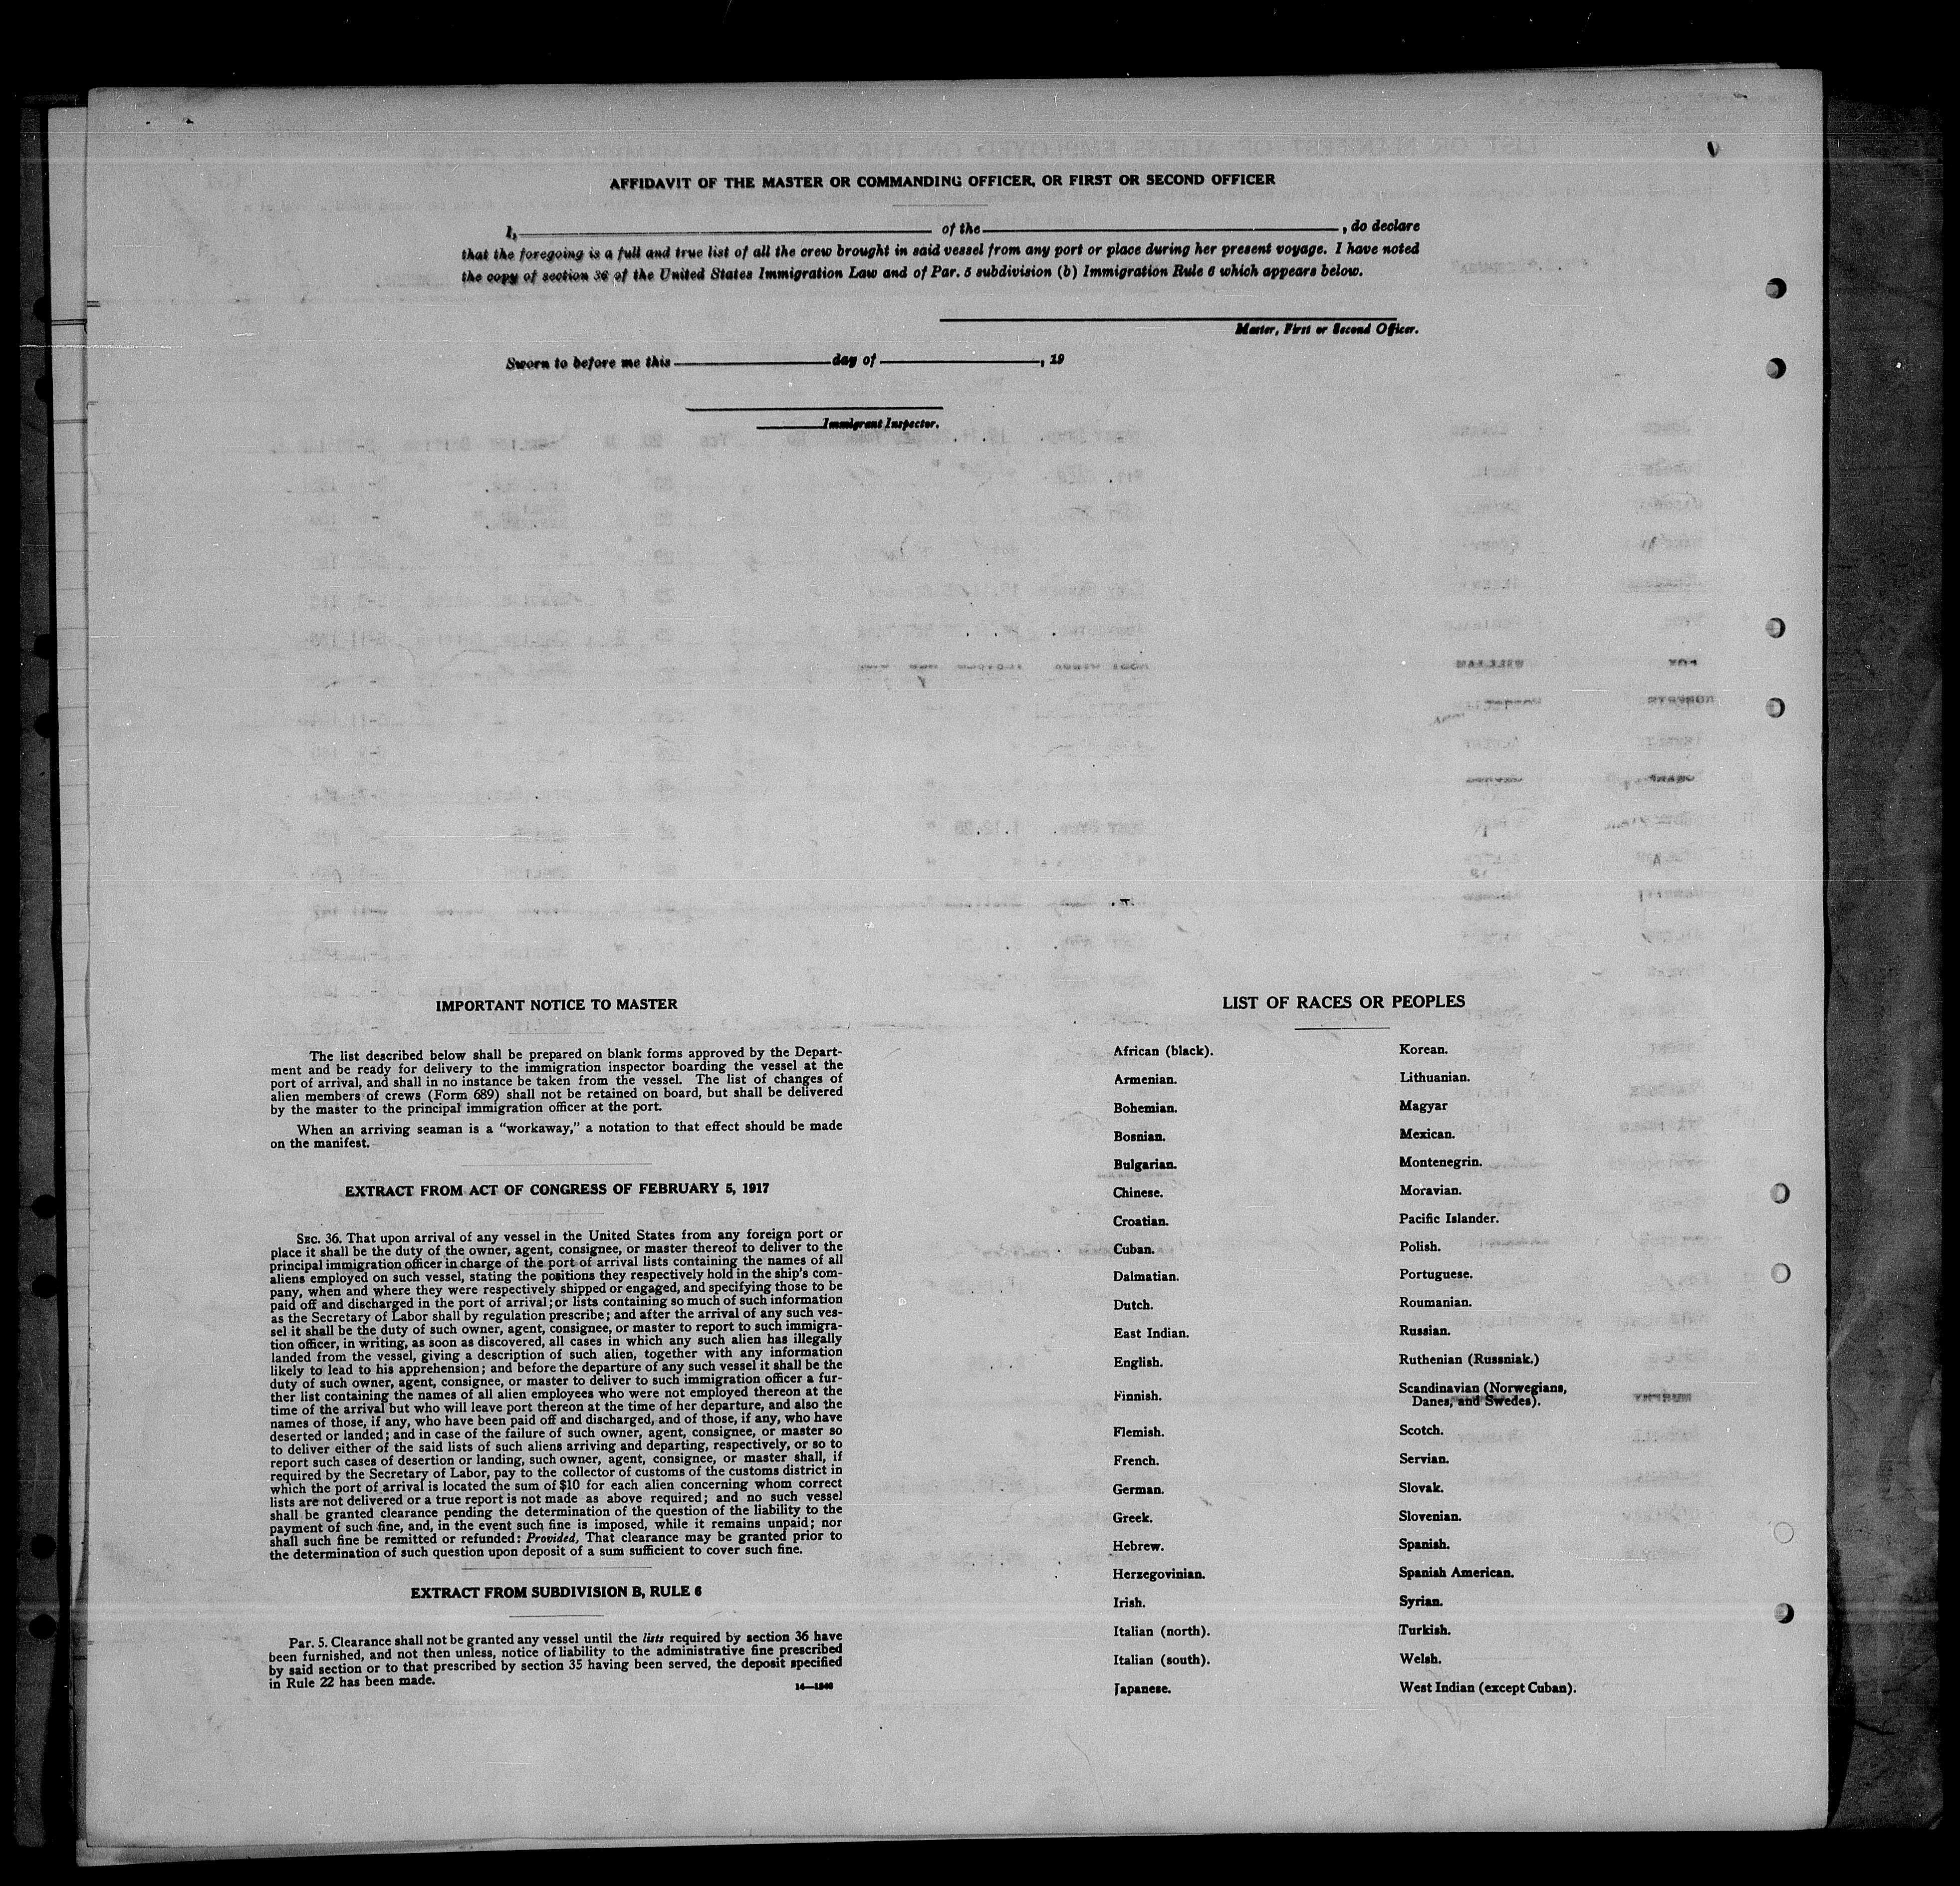 AFFIDAVIT OF THE MASTER OR COMMANDING OFFICER, OR FIRST OR SECOND OFFICER
I, of the , do declare
that the foregoing is a full and true list of all the crew brought in said vessel from any port or place during her present voyage. I have noted
the copy of section 36 of the United States Immigration Law and of Par. 5 subdivision (b) Immigration Rule 6 which appears below.
Master, First or Second Officer.
Sworn to before me this day of , 19
Immigrant Inspector.
IMPORTANT NOTICE TO MASTER
The list described below shall be prepared on blank forms approved by the Depart-
ment and be ready for delivery to the immigration inspector boarding the vessel at the
port of arrival, and shall in no instance be taken from the vessel. The list of changes of
alien members of crews (Form 689) shall not be retained on board, but shall be delivered
by the master to the principal immigration officer at the port.
When an arriving seaman is a "workaway," a notation to that effect should be made
on the manifest.
EXTRACT FROM ACT OF CONGRESS OF FEBRUARY 5, 1917
SEC. 36. That upon arrival of any vessel in the United States from any foreign port or
place it shall be the duty of the owner, agent, consignee, or master thereof to deliver to the
principal immigration officer in charge of the port of arrival lists containing the names of all
aliens employed on such vessel, stating the positions they respectively hold in the ship's com-
pany, when and where they were respectively shipped or engaged, and specifying those to be
paid off and discharged in the port of arrival; or lists containing so much of such information
as the Secretary of Labor shall by regulation prescribe; and after the arrival of any such ves-
sel it shall be the duty of such owner, agent, consignee, or master to report to such immigra-
tion officer, in writing, as soon as discovered, all cases in which any such alien has illegally
landed from the vessel, giving a description of such alien, together with any information
likely to lead to his apprehension; and before the departure of any such vessel it shall be the
duty of such owner, agent, consignee, or master to deliver to such immigration officer a fur-
ther list containing the names of all alien employees who were not employed thereon at the
time of the arrival but who will leave port thereon at the time of her departure, and also the
names of those, if any, who have been paid off and discharged, and of those, if any, who have
deserted or landed; and in case of the failure of such owner, agent, consignee, or master so
to deliver either of the said lists of such aliens arriving and departing, respectively, or so to
report such cases of desertion or landing, such owner, agent, consignee, or master shall, if
required by the Secretary of Labor, pay to the collector of customs of the customs district in
which the port of arrival is located the sum of $10 for each alien concerning whom correct
lists are not delivered or a true report is not made as above required; and no such vessel
shall be granted clearance pending the determination of the question of the liability to the
payment of such fine, and, in the event such fine is imposed, while it remains unpaid; nor
shall such fine be remitted or refunded: Provided, That clearance may be granted prior to
the determination of such question upon deposit of a sum sufficient to cover such fine.
EXTRACT FROM SUBDIVISION B, RULE 6
Par. 5. Clearance shall not be granted any vessel until the lists required by section 36 have
been furnished, and not then unless, notice of liability to the administrative fine prescribed
by said section or to that prescribed by section 35 having been served, the deposit specified
in Rule 22 has been made.
14—1240
LIST OF RACES OR PEOPLES
African (black).
Armenian.
Bohemian.
Bosnian.
Bulgarian.
Chinese.
Croatian.
Cuban.
Dalmatian.
Dutch.
East Indian.
English.
Finnish.
Flemish.
French.
German.
Greek.
Hebrew.
Herzegovinian.
Irish.
Italian (north).
Italian (south).
Japanese.
Korean.
Lithuanian.
Magyar
Mexican.
Montenegrin.
Moravian.
Pacific Islander.
Polish.
Portuguese.
Roumanian.
Russian.
Ruthenian (Russniak.)
Scandinavian (Norwegians,
Danes, and Swedes).
Scotch.
Servian.
Slovak.
Slovenian.
Spanish.
Spanish American.
Syrian.
Turkish.
Welsh.
West Indian (except Cuban).